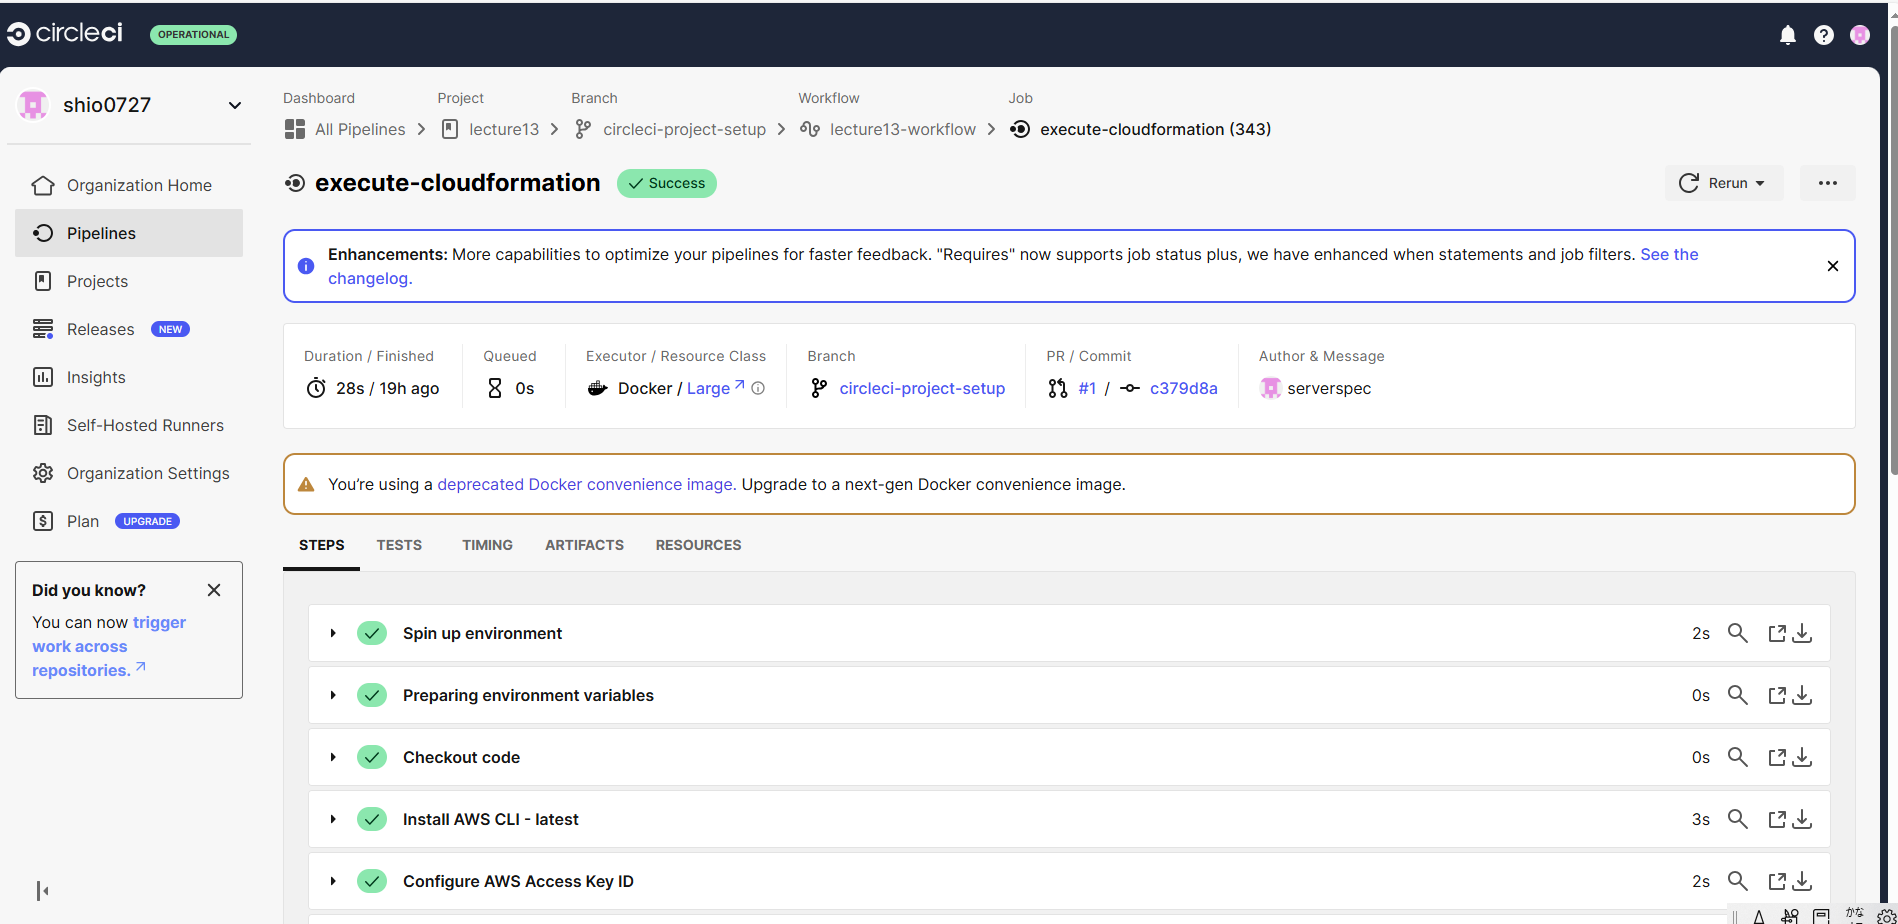 circleci OPERATIONAL
shio0727
Organization Home
Pipelines
Projects
Releases NEW
Insights
Self-Hosted Runners
Organization Settings
Plan UPGRADE
Did you know?
You can now trigger
work across
repositories.
Dashboard Project Branch Workflow Job
All Pipelines lecture13 circleci-project-setup lecture13-workflow execute-cloudformation (343)
execute-cloudformation Success Rerun
Enhancements: More capabilities to optimize your pipelines for faster feedback. "Requires" now supports job status plus, we have enhanced when statements and job filters. See the
changelog.
Duration / Finished Queued Executor / Resource Class Branch PR / Commit Author & Message
28s / 19h ago 0s Docker / Large circleci-project-setup #1 / c379d8a serverspec
You're using a deprecated Docker convenience image. Upgrade to a next-gen Docker convenience image.
STEPS TESTS TIMING ARTIFACTS RESOURCES
Spin up environment 2s
Preparing environment variables 0s
Checkout code 0s
Install AWS CLI - latest 3s
Configure AWS Access Key ID 2s